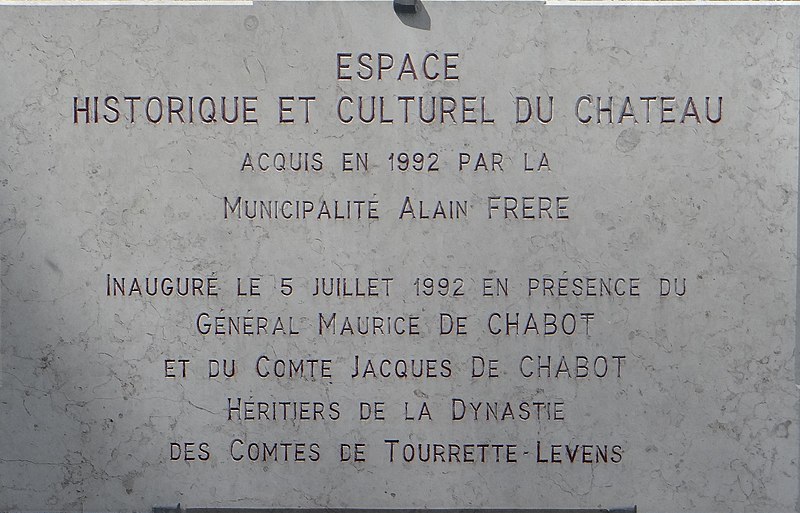 ESPACE
HISTORIQUE ET CULTUREL DU CHATEAU
ACQUIS EN 1992 PAR LA
MUNICIPALITÉ ALAIN FRERE
INAUGURÉ LE 5 JUILLET 1992 EN PRÉSENCE DU
GÉNÉRAL MAURICE DE CHABOT
ET DU COMTE JACQUES DE CHABOT
HÉRITIERS DE LA DYNASTIE
DES COMTES DE TOURRETTE-LEVENS